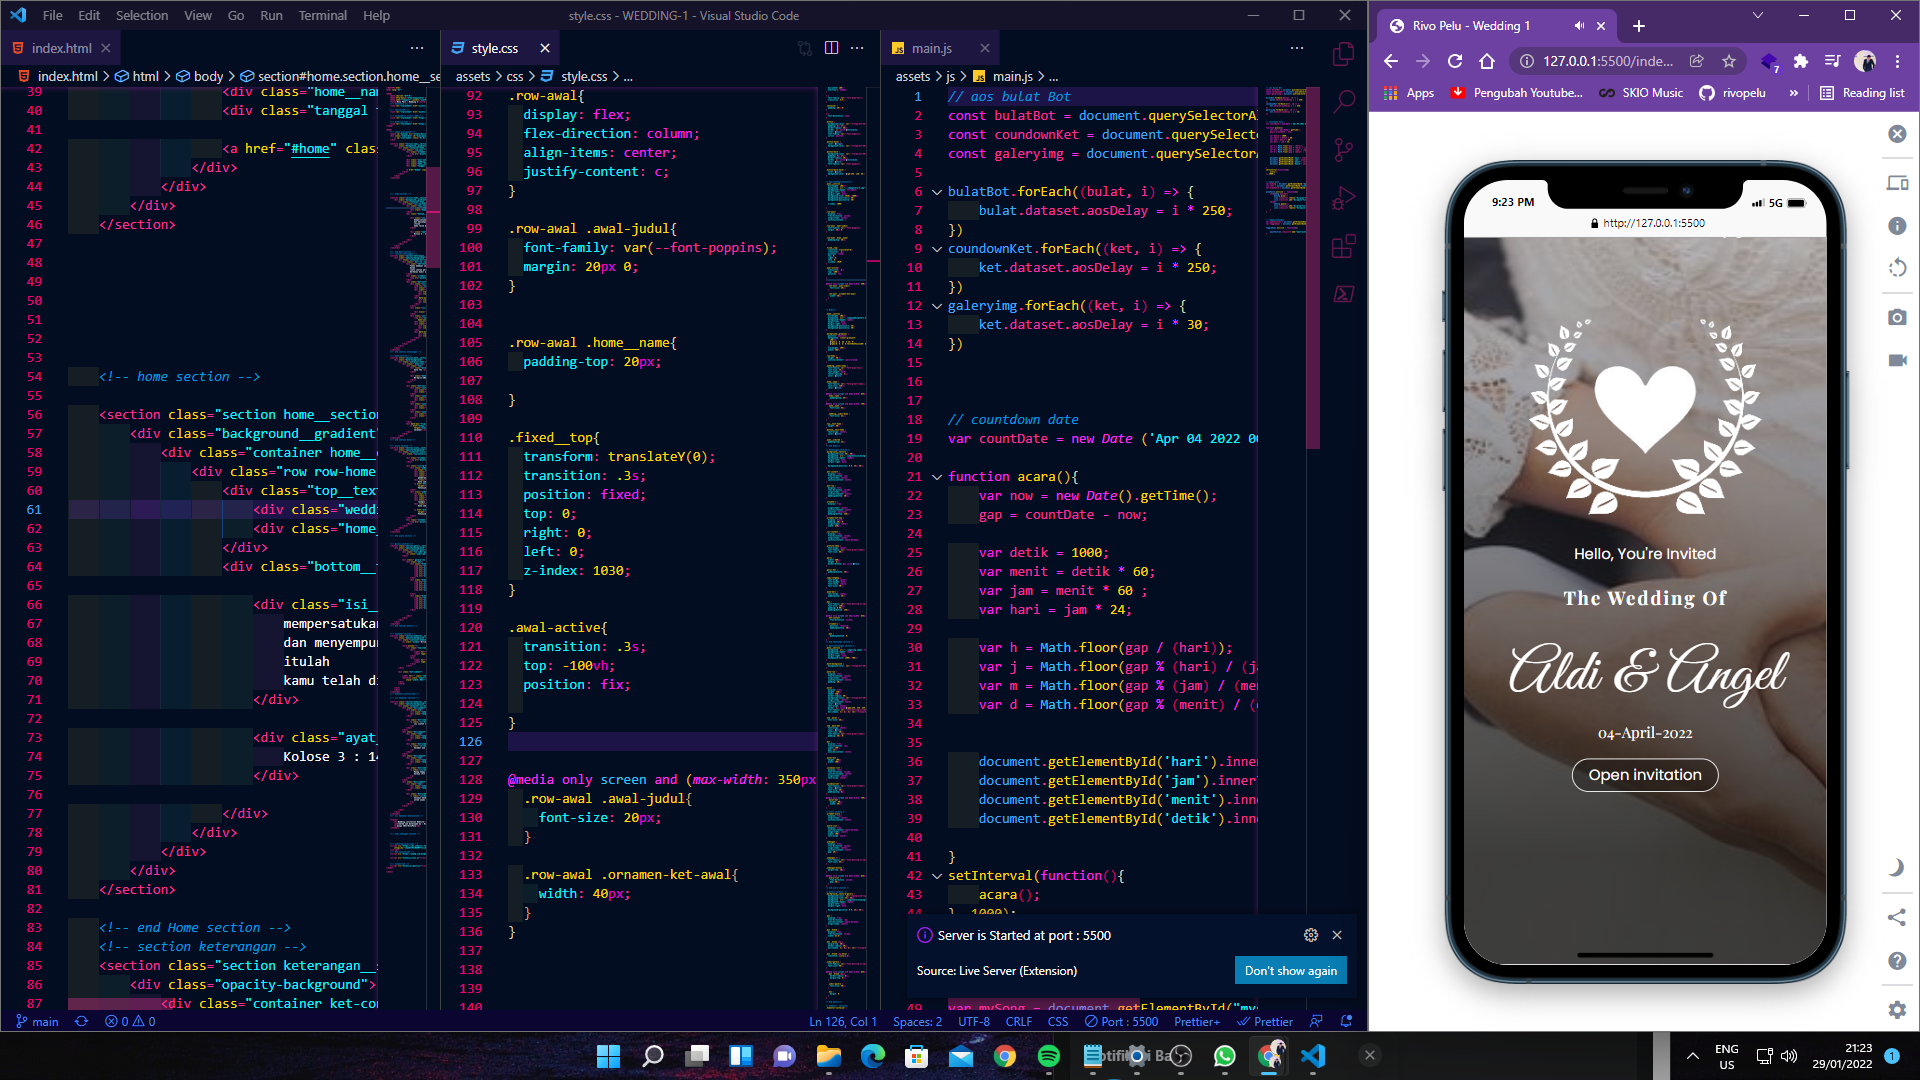 File Edit Selection View Go Run Terminal Help
style.css - WEDDING-1 - Visual Studio Code
index.html
index.html > html > body > section#home.section.home__se
39 <div class="home__nar
40 <div class="tanggal
41
42 <a href="#home" clas
43 </div>
44 </div>
45 </div>
46 </section>
47
48
49
50
51
52
53
54 <!-- home section -->
55
56 <section class="section home__section
57 <div class="background__gradient"
58 <div class="container home__
59 <div class="row row-home
60 <div class="top__text
61 <div class="weddi
62 <div class="home_
63 </div>
64 <div class="bottom__
65
66 <div class="isi__
67 mempersatukan
68 dan menyempur
69 itulah
70 kamu telah di
71 </div>
72
73 <div class="ayat_
74 Kolose 3 : 14
75 </div>
76
77 </div>
78 </div>
79 </div>
80 </div>
81 </section>
82
83 <!-- end Home section -->
84 <!-- section keterangan -->
85 <section class="section keterangan__
86 <div class="opacity-background">
87 <div class="container ket-cor
style.css
assets > css > style.css > ...
92 .row-awal{
93 display: flex;
94 flex-direction: column;
95 align-items: center;
96 justify-content: c;
97 }
98
99 .row-awal .awal-judul{
100 font-family: var(--font-poppins);
101 margin: 20px 0;
102 }
103
104
105 .row-awal .home__name{
106 padding-top: 20px;
107
108 }
109
110 .fixed__top{
111 transform: translateY(0);
112 transition: .3s;
113 position: fixed;
114 top: 0;
115 right: 0;
116 left: 0;
117 z-index: 1030;
118 }
119
120 .awal-active{
121 transition: .3s;
122 top: -100vh;
123 position: fix;
124
125 }
126
127
128 @media only screen and (max-width: 350px
129 .row-awal .awal-judul{
130 font-size: 20px;
131 }
132
133 .row-awal .ornamen-ket-awal{
134 width: 40px;
135 }
136 }
137
138
139
140
main.js
assets > js > main.js > ...
1 // aos bulat Bot
2 const bulatBot = document.querySelectorA
3 const coundownKet = document.querySelecto
4 const galeryimg = document.querySelectorA
5
6 bulatBot.forEach((bulat, i) => {
7 bulat.dataset.aosDelay = i * 250;
8 })
9 coundownKet.forEach((ket, i) => {
10 ket.dataset.aosDelay = i * 250;
11 })
12 galeryimg.forEach((ket, i) => {
13 ket.dataset.aosDelay = i * 30;
14 })
15
16
17
18 // countdown date
19 var countDate = new Date ('Apr 04 2022 00
20
21 function acara(){
22 var now = new Date().getTime();
23 gap = countDate - now;
24
25 var detik = 1000;
26 var menit = detik * 60;
27 var jam = menit * 60 ;
28 var hari = jam * 24;
29
30 var h = Math.floor(gap / (hari));
31 var j = Math.floor(gap % (hari) / (ja
32 var m = Math.floor(gap % (jam) / (men
33 var d = Math.floor(gap % (menit) / (
34
35
36 document.getElementById('hari').inner
37 document.getElementById('jam').inner
38 document.getElementById('menit').inn
39 document.getElementById('detik').inne
40
41 }
42 setInterval(function(){
43 acara();
44 }, 1000);
49 var mySong = document.getElementById("my
Server is Started at port : 5500
Source: Live Server (Extension)
Don't show again
main 0 0
Ln 126, Col 1 Spaces: 2 UTF-8 CRLF CSS Port : 5500 Prettier+ Prettier
Rivo Pelu - Wedding 1
127.0.0.1:5500/inde...
7
Apps Pengubah Youtube... SKIO Music rivopelu » Reading list
9:23 PM 5G
http://127.0.0.1:5500
Hello, You're Invited
The Wedding Of
Aldi & Angel
04-April-2022
Open invitation
ENG
US
21:23
29/01/2022
1